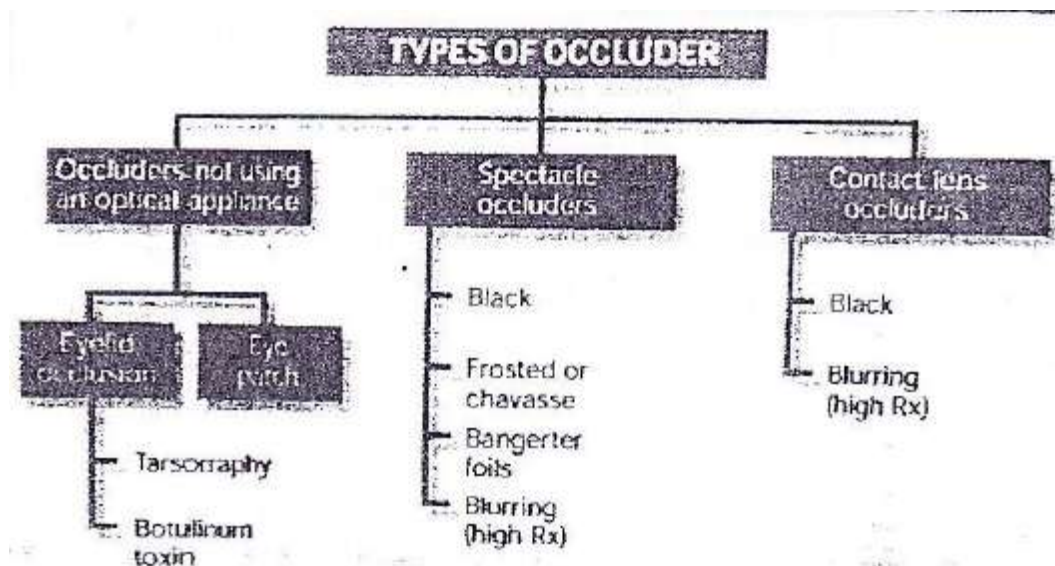 TYPES OF OCCLUDER
Occluders not using
an optical appliance
Spectacle
occluders
Contact lens
occluders
Eyelid
occlusion
Eye
patch
Tarsorraphy
Botulinum
toxin
Black
Frosted or
chavasse
Bangerter
foils
Blurring
(high Rx)
Black
Blurring
(high Rx)